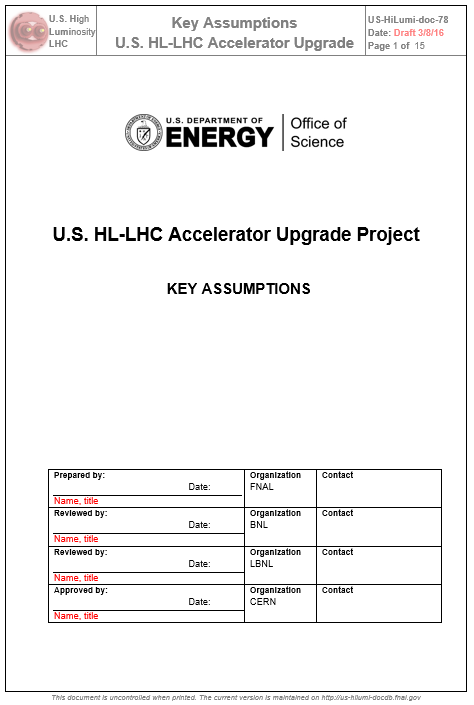 U.S. High
Luminosity
LHC
Key Assumptions
U.S. HL-LHC Accelerator Upgrade
US-HiLumi-doc-78
Date: Draft 3/8/16
Page 1 of 15
U.S. DEPARTMENT OF
ENERGY
Office of
Science
U.S. HL-LHC Accelerator Upgrade Project
KEY ASSUMPTIONS
Prepared by:
Date:
Name, title
Organization
FNAL
Contact
Reviewed by:
Date:
Name, title
Organization
BNL
Contact
Reviewed by:
Date:
Name, title
Organization
LBNL
Contact
Approved by:
Date:
Name, title
Organization
CERN
Contact
This document is uncontrolled when printed. The current version is maintained on http://us-hilumi-docdb.fnal.gov